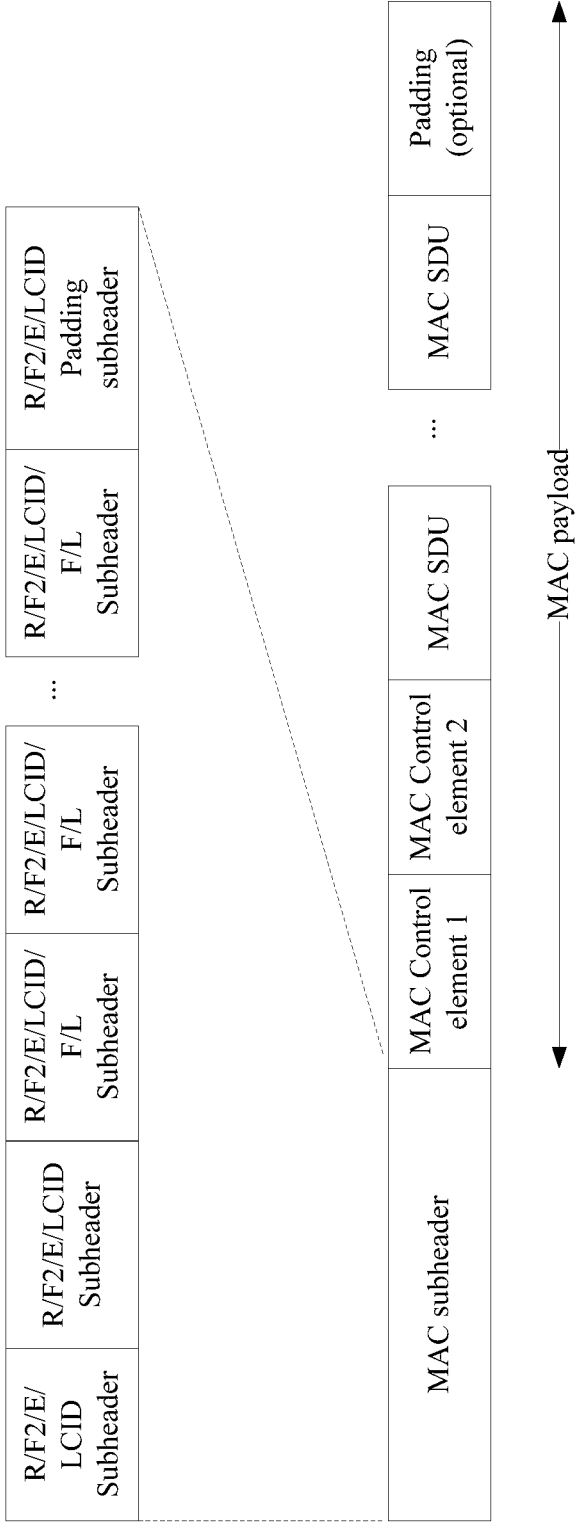 R/F2/E/
LCID
Subheader
R/F2/E/LCID
Subheader
R/F2/E/LCID/
F/L
Subheader
R/F2/E/LCID/
F/L
Subheader
...
R/F2/E/LCID/
F/L
Subheader
R/F2/E/LCID
Padding
subheader
MAC subheader
MAC Control
element 1
MAC Control
element 2
MAC SDU
...
MAC SDU
Padding
(optional)
MAC payload